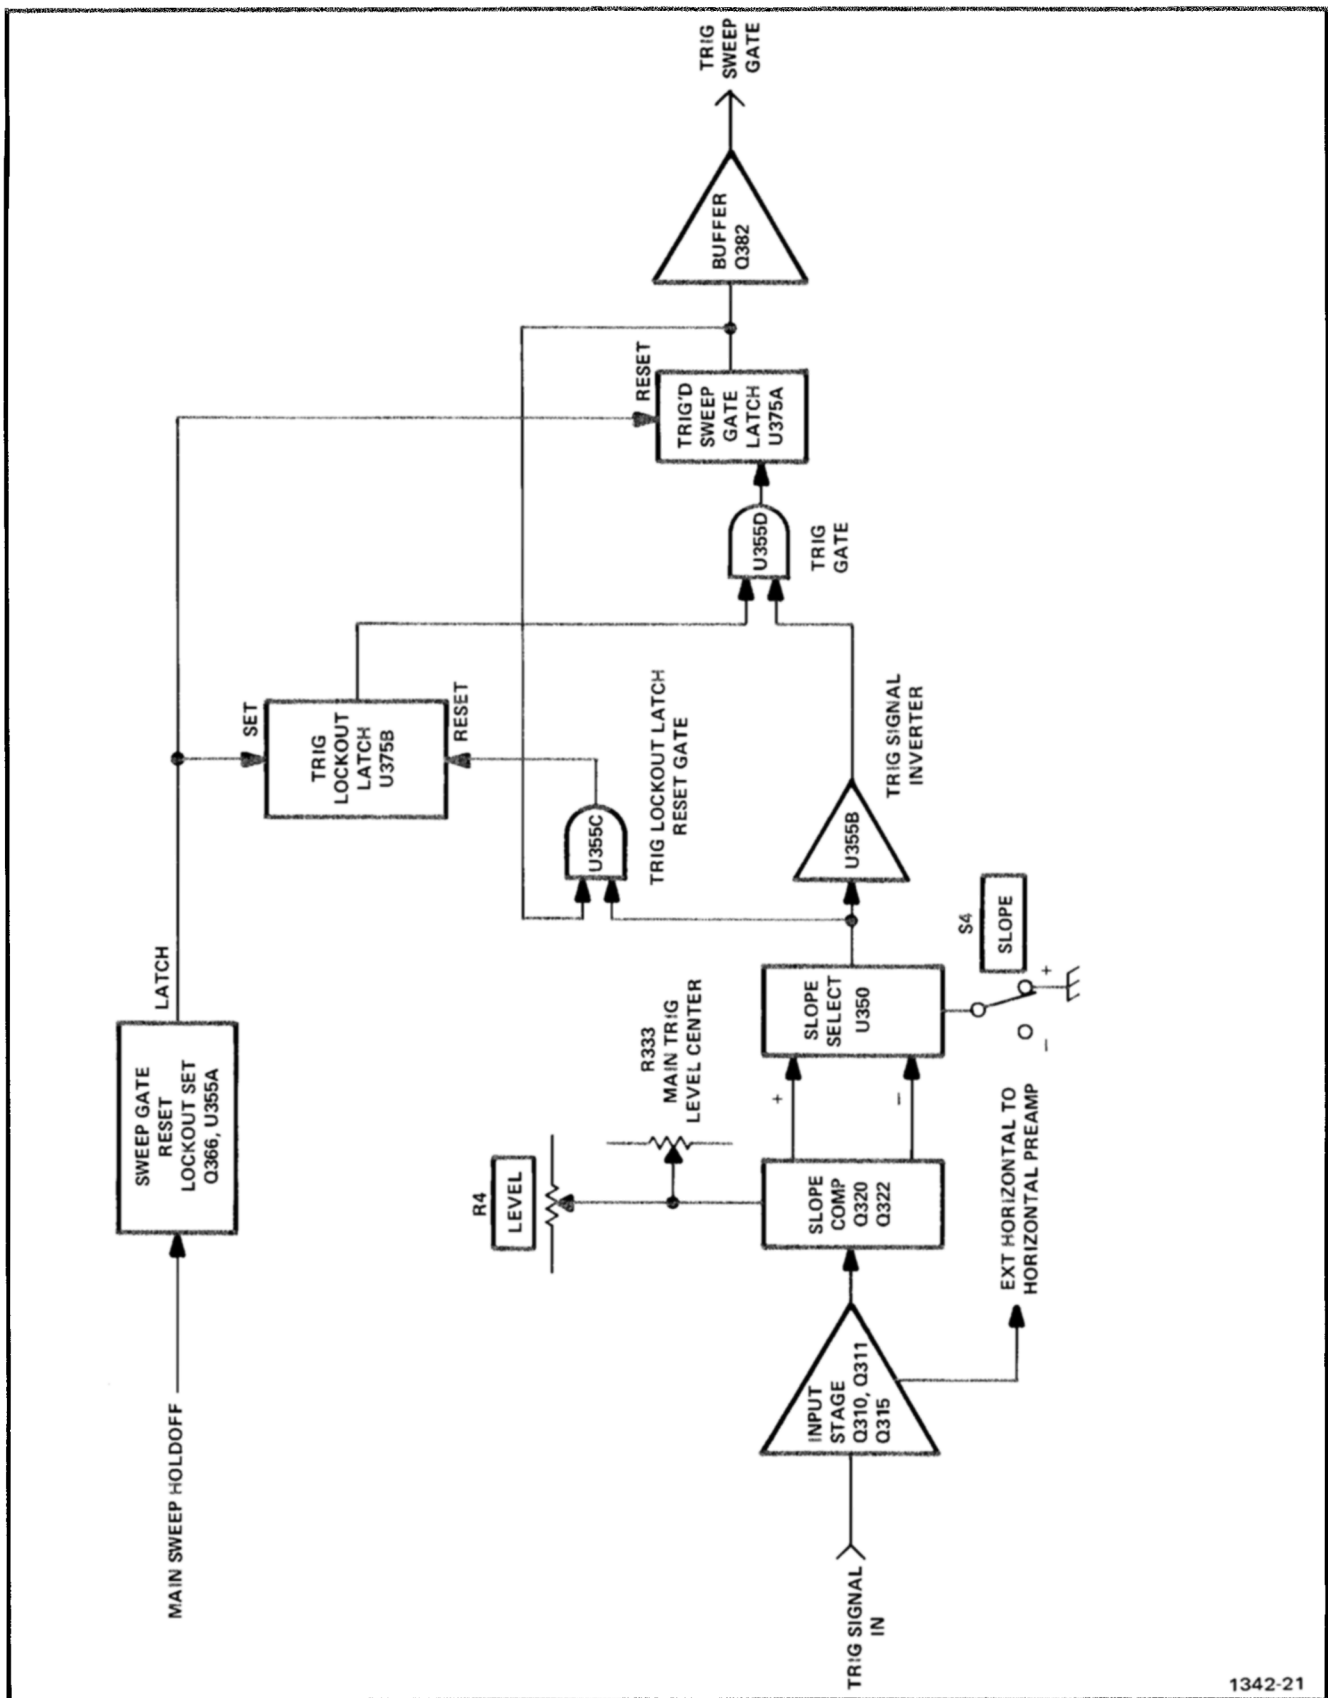 MAIN SWEEP HOLDOFF
SWEEP GATE
RESET
LOCKOUT SET
Q366, U355A
LATCH
SET
TRIG
LOCKOUT
LATCH
U375B
RESET
RESET
TRIG'D
SWEEP
GATE
LATCH
U375A
BUFFER
Q382
TRIG
SWEEP
GATE
U355C
TRIG LOCKOUT LATCH
RESET GATE
U355D
TRIG
GATE
R4
LEVEL
R333
MAIN TRIG
LEVEL CENTER
TRIG SIGNAL
IN
INPUT
STAGE
Q310, Q311
Q315
SLOPE
COMP
Q320
Q322
+
−
SLOPE
SELECT
U350
U355B
TRIG SIGNAL
INVERTER
S4
SLOPE
−
+
EXT HORIZONTAL TO
HORIZONTAL PREAMP
1342-21